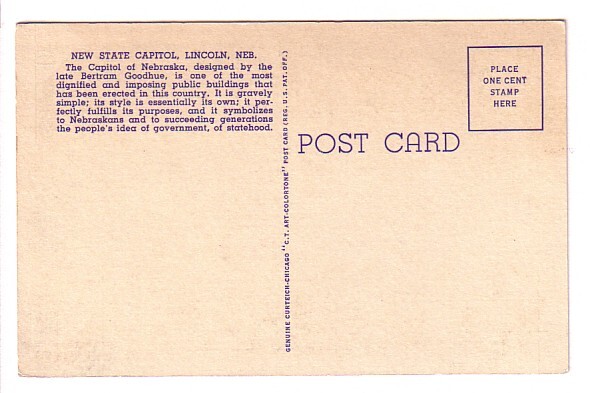 NEW STATE CAPITOL, LINCOLN, NEB.
The Capitol of Nebraska, designed by the
late Bertram Goodhue, is one of the most
dignified and imposing public buildings that
has been erected in this country. It is gravely
simple; its style is essentially its own; it per-
fectly fulfills its purposes, and it symbolizes
to Nebraskans and to succeeding generations
the people's idea of government, of statehood.
GENUINE CURTEICH-CHICAGO "C.T. ART-COLORTONE" POST CARD (REG. U.S. PAT. OFF.)
POST CARD
PLACE
ONE CENT
STAMP
HERE